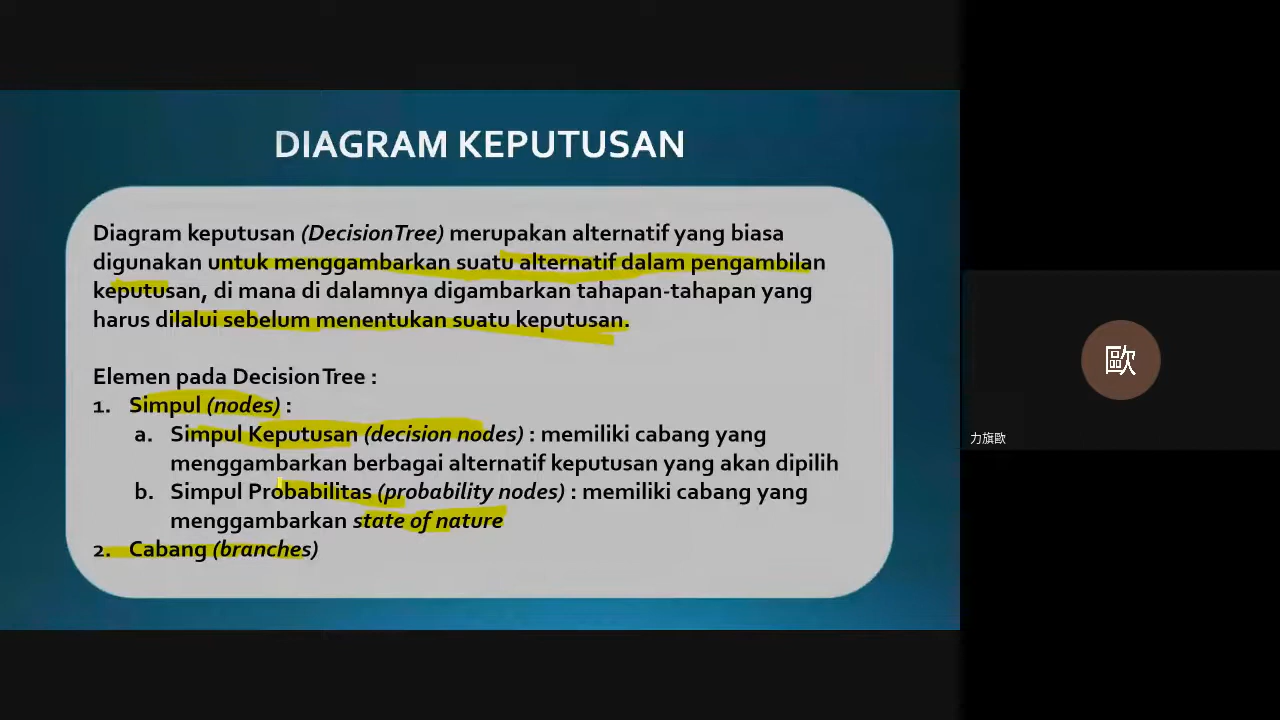 DIAGRAM KEPUTUSAN
Diagram keputusan (Decision Tree) merupakan alternatif yang biasa
digunakan untuk menggambarkan suatu alternatif dalam pengambilan
keputusan, di mana di dalamnya digambarkan tahapan-tahapan yang
harus dilalui sebelum menentukan suatu keputusan.
Elemen pada Decision Tree :
1. Simpul (nodes) :
a. Simpul Keputusan (decision nodes) : memiliki cabang yang
menggambarkan berbagai alternatif keputusan yang akan dipilih
b. Simpul Probabilitas (probability nodes) : memiliki cabang yang
menggambarkan state of nature
2. Cabang (branches)
歐
力旗歐